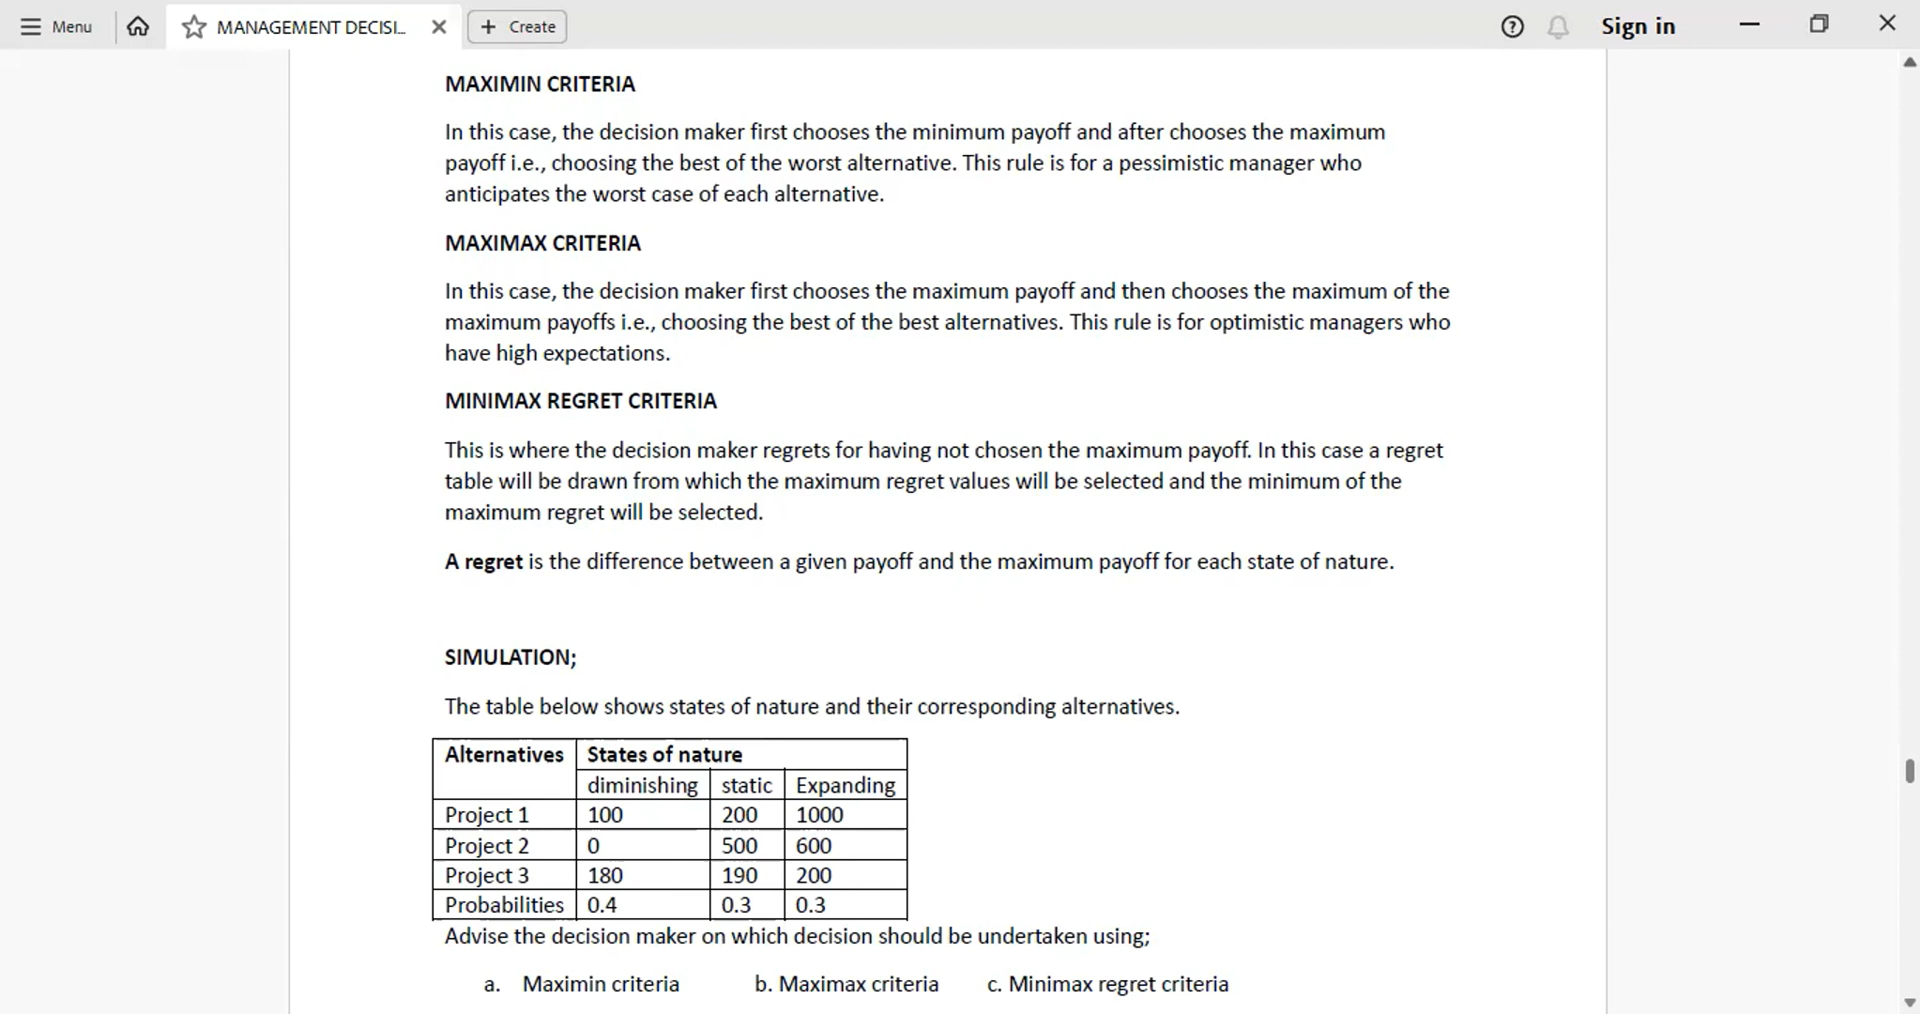 Menu MANAGEMENT DECISI... Create Sign in
MAXIMIN CRITERIA
In this case, the decision maker first chooses the minimum payoff and after chooses the maximum
payoff i.e., choosing the best of the worst alternative. This rule is for a pessimistic manager who
anticipates the worst case of each alternative.
MAXIMAX CRITERIA
In this case, the decision maker first chooses the maximum payoff and then chooses the maximum of the
maximum payoffs i.e., choosing the best of the best alternatives. This rule is for optimistic managers who
have high expectations.
MINIMAX REGRET CRITERIA
This is where the decision maker regrets for having not chosen the maximum payoff. In this case a regret
table will be drawn from which the maximum regret values will be selected and the minimum of the
maximum regret will be selected.
A regret is the difference between a given payoff and the maximum payoff for each state of nature.
SIMULATION;
The table below shows states of nature and their corresponding alternatives.
Alternatives States of nature
diminishing static Expanding
Project 1 100 200 1000
Project 2 0 500 600
Project 3 180 190 200
Probabilities 0.4 0.3 0.3
Advise the decision maker on which decision should be undertaken using;
a. Maximin criteria b. Maximax criteria c. Minimax regret criteria